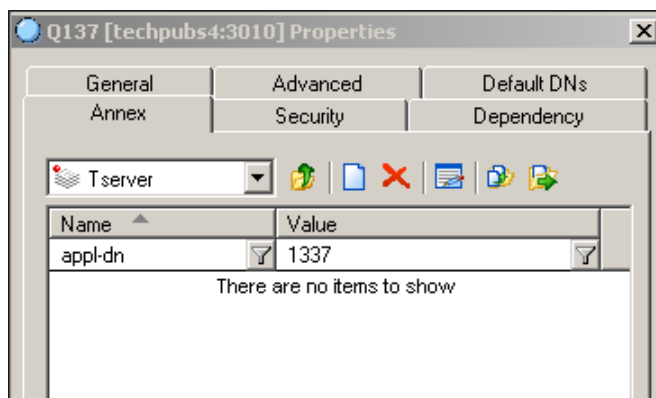 Q137 [techpubs4:3010] Properties
General Advanced Default DNs
Annex Security Dependency
Tserver
Name Value
appl-dn 1337
There are no items to show